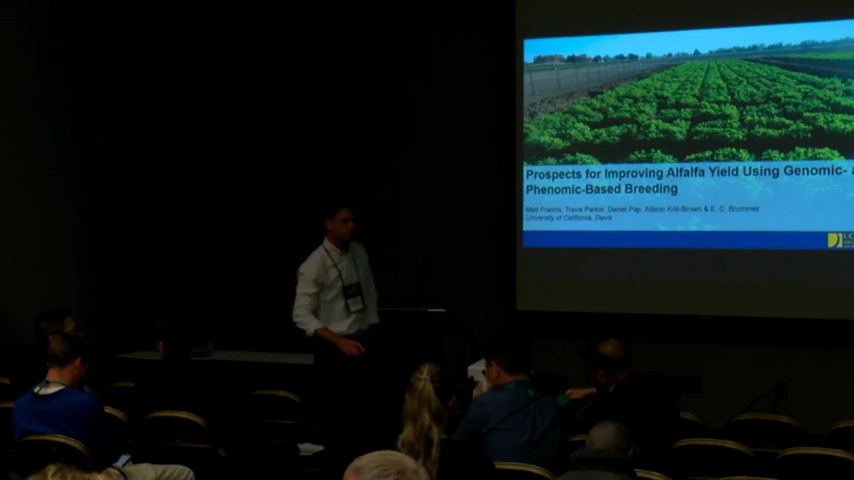 Prospects for Improving Alfalfa Yield Using Genomic- &
Phenomic-Based Breeding
Matt Francis, Travis Parker, Daniel Pap, Allison Krill-Brown & E. C. Brummer
University of California, Davis